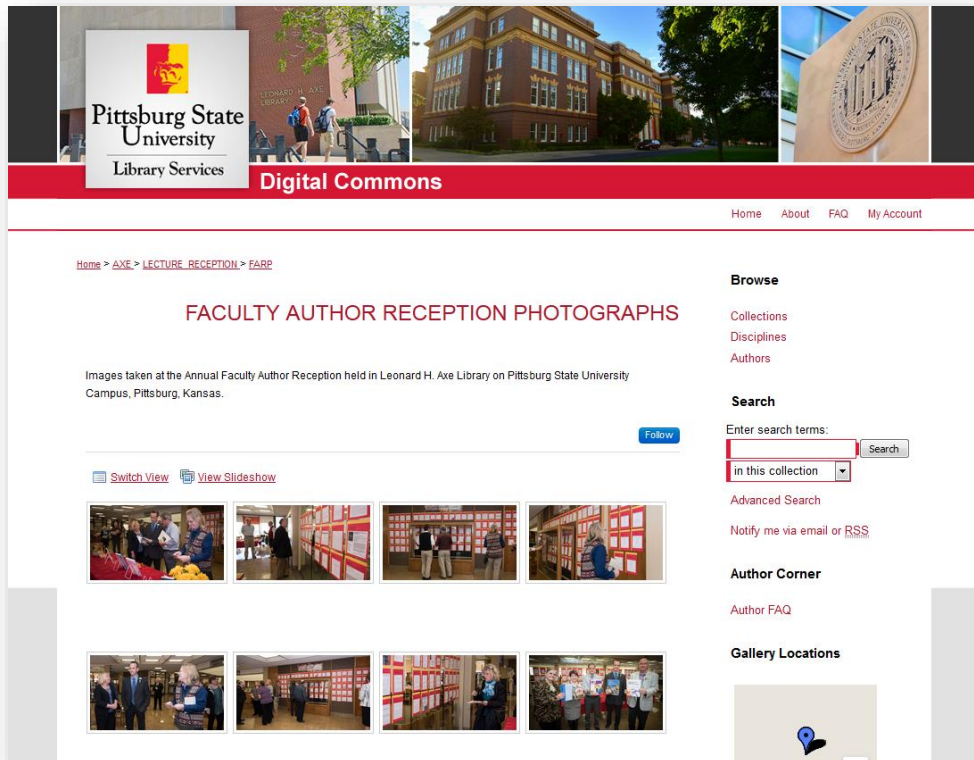 LEONARD H. AXE
LIBRARY
Pittsburg State
University
Library Services
Digital Commons
Home About FAQ My Account
Home > AXE > LECTURE_RECEPTION > FARP
FACULTY AUTHOR RECEPTION PHOTOGRAPHS
Images taken at the Annual Faculty Author Reception held in Leonard H. Axe Library on Pittsburg State University
Campus, Pittsburg, Kansas.
Follow
Switch View View Slideshow
Browse
Collections
Disciplines
Authors
Search
Enter search terms:
Search
in this collection
Advanced Search
Notify me via email or RSS
Author Corner
Author FAQ
Gallery Locations